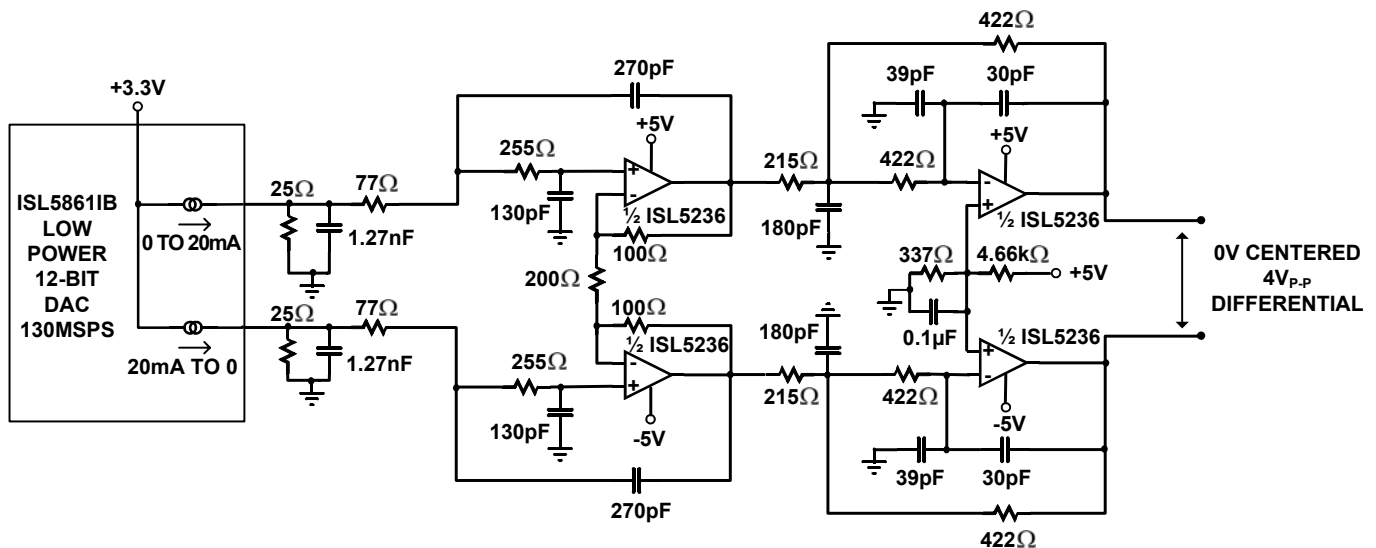 +3.3V
ISL5861IB
LOW
POWER
12-BIT
DAC
130MSPS
0 TO 20mA
20mA TO 0
25Ω
77Ω
1.27nF
25Ω
77Ω
1.27nF
270pF
+5V
255Ω
130pF
½ ISL5236
100Ω
200Ω
100Ω
½ ISL5236
255Ω
130pF
-5V
270pF
422Ω
39pF
30pF
+5V
215Ω
422Ω
180pF
½ ISL5236
337Ω
4.66kΩ
+5V
0.1µF
½ ISL5236
180pF
215Ω
422Ω
-5V
39pF
30pF
422Ω
0V CENTERED
4VP-P
DIFFERENTIAL
+
-
-
+
-
+
+
-